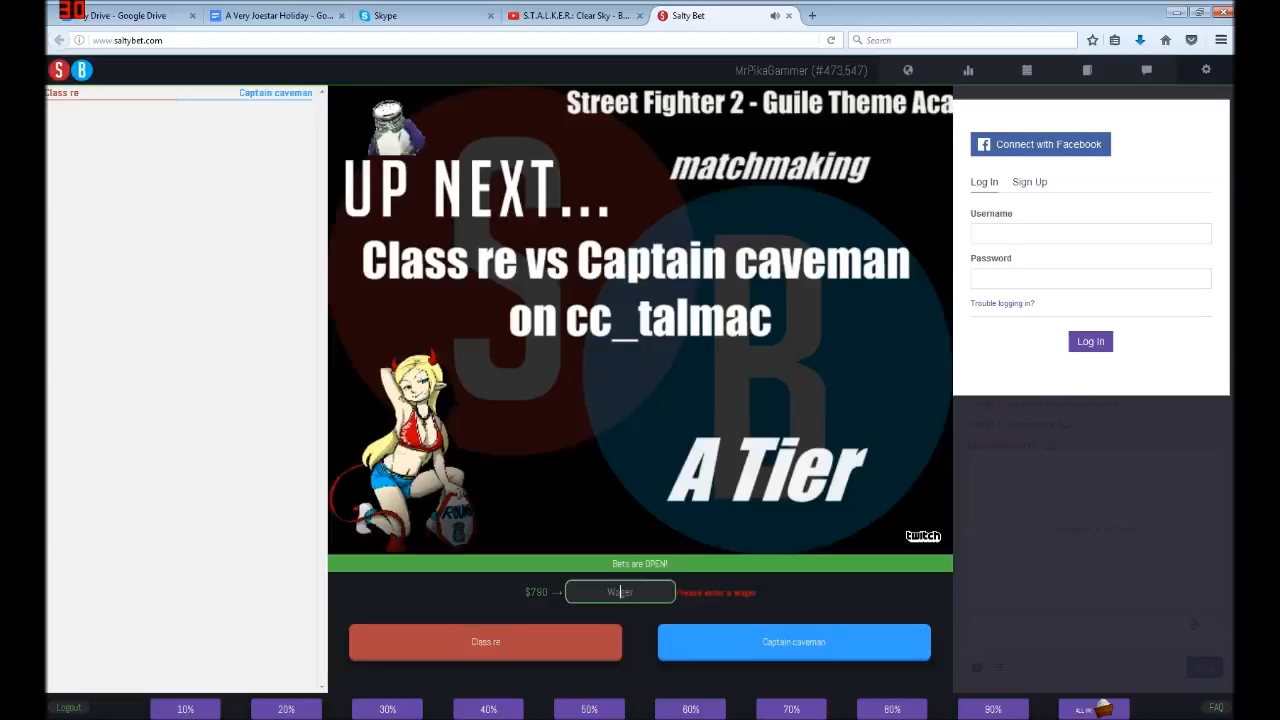 30
y Drive - Google Drive
A Very Joestar Holiday - Go...
Skype
S.T.A.L.K.E.R.: Clear Sky - B...
Salty Bet
www.saltybet.com
Search
S B
MrPikaGammer (#473,547)
Class re
Captain caveman
Street Fighter 2 - Guile Theme Aca
matchmaking
UP NEXT...
Class re vs Captain caveman
on cc_talmac
A Tier
twitch
Connect with Facebook
Log In
Sign Up
Username
Password
Trouble logging in?
Log In
Bets are OPEN!
$790 →
Wager
Please enter a wager
Class re
Captain caveman
Logout
10%
20%
30%
40%
50%
60%
70%
80%
90%
ALL IN!
FAQ